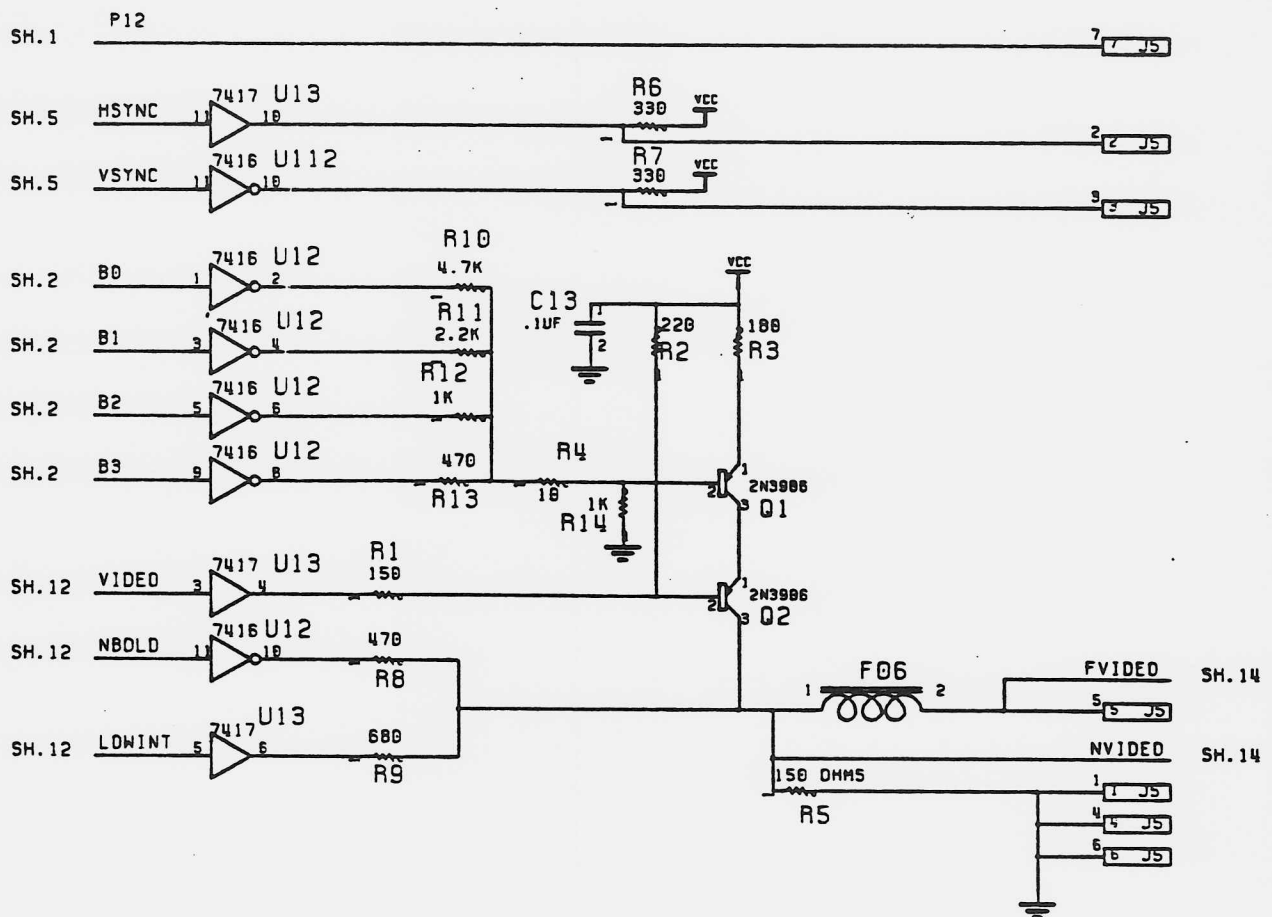 P12
SH.1 7 7 J5
7417 U13 R6
HSYNC 330 VCC
SH.5 11 10 1 2 2 J5
7416 U112 R7
VSYNC 330 VCC
SH.5 11 10 1 9 3 J5
R10
7416 U12 4.7K VCC
SH.2 B0 1 2
R11 C13 1
7416 U12 2.2K .1UF 220 180
SH.2 B1 3 4 2 R2 R3
R12
7416 U12 1K
SH.2 B2 5 6
7416 U12 470 R4
SH.2 B3 9 8 R13 18 1K R14 2 1 2N3906 3 Q1
7417 U13 R1
SH.12 VIDEO 3 4 150 2 1 2N3906 3 Q2
7416 U12
SH.12 NBOLD 11 10 470 R8
1 F06 2 FVIDEO SH.14
5 5 J5
7417 U13
SH.12 LOWINT 5 6 680 R9
NVIDEO SH.14
150 OHMS R5 1 1 J5
4 4 J5
6 6 J5